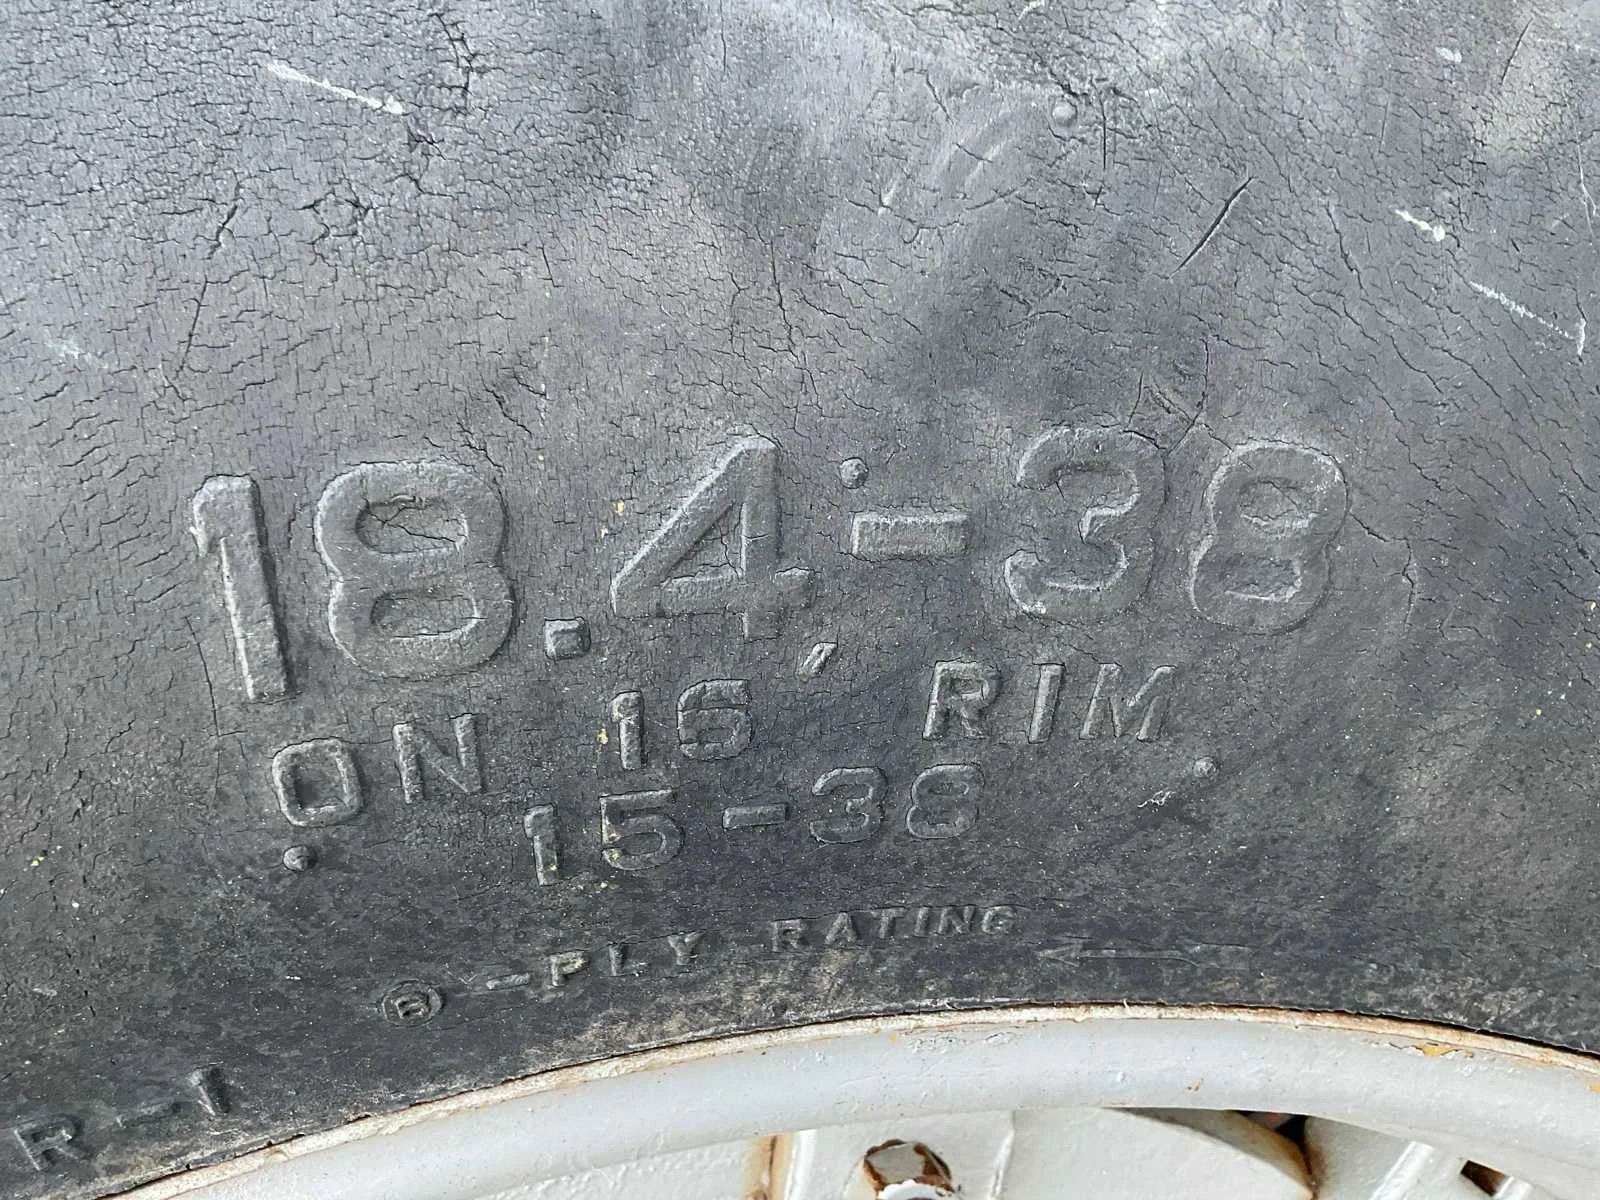 18.4-38
ON 16 RIM
15-38
8-PLY RATING
R-1